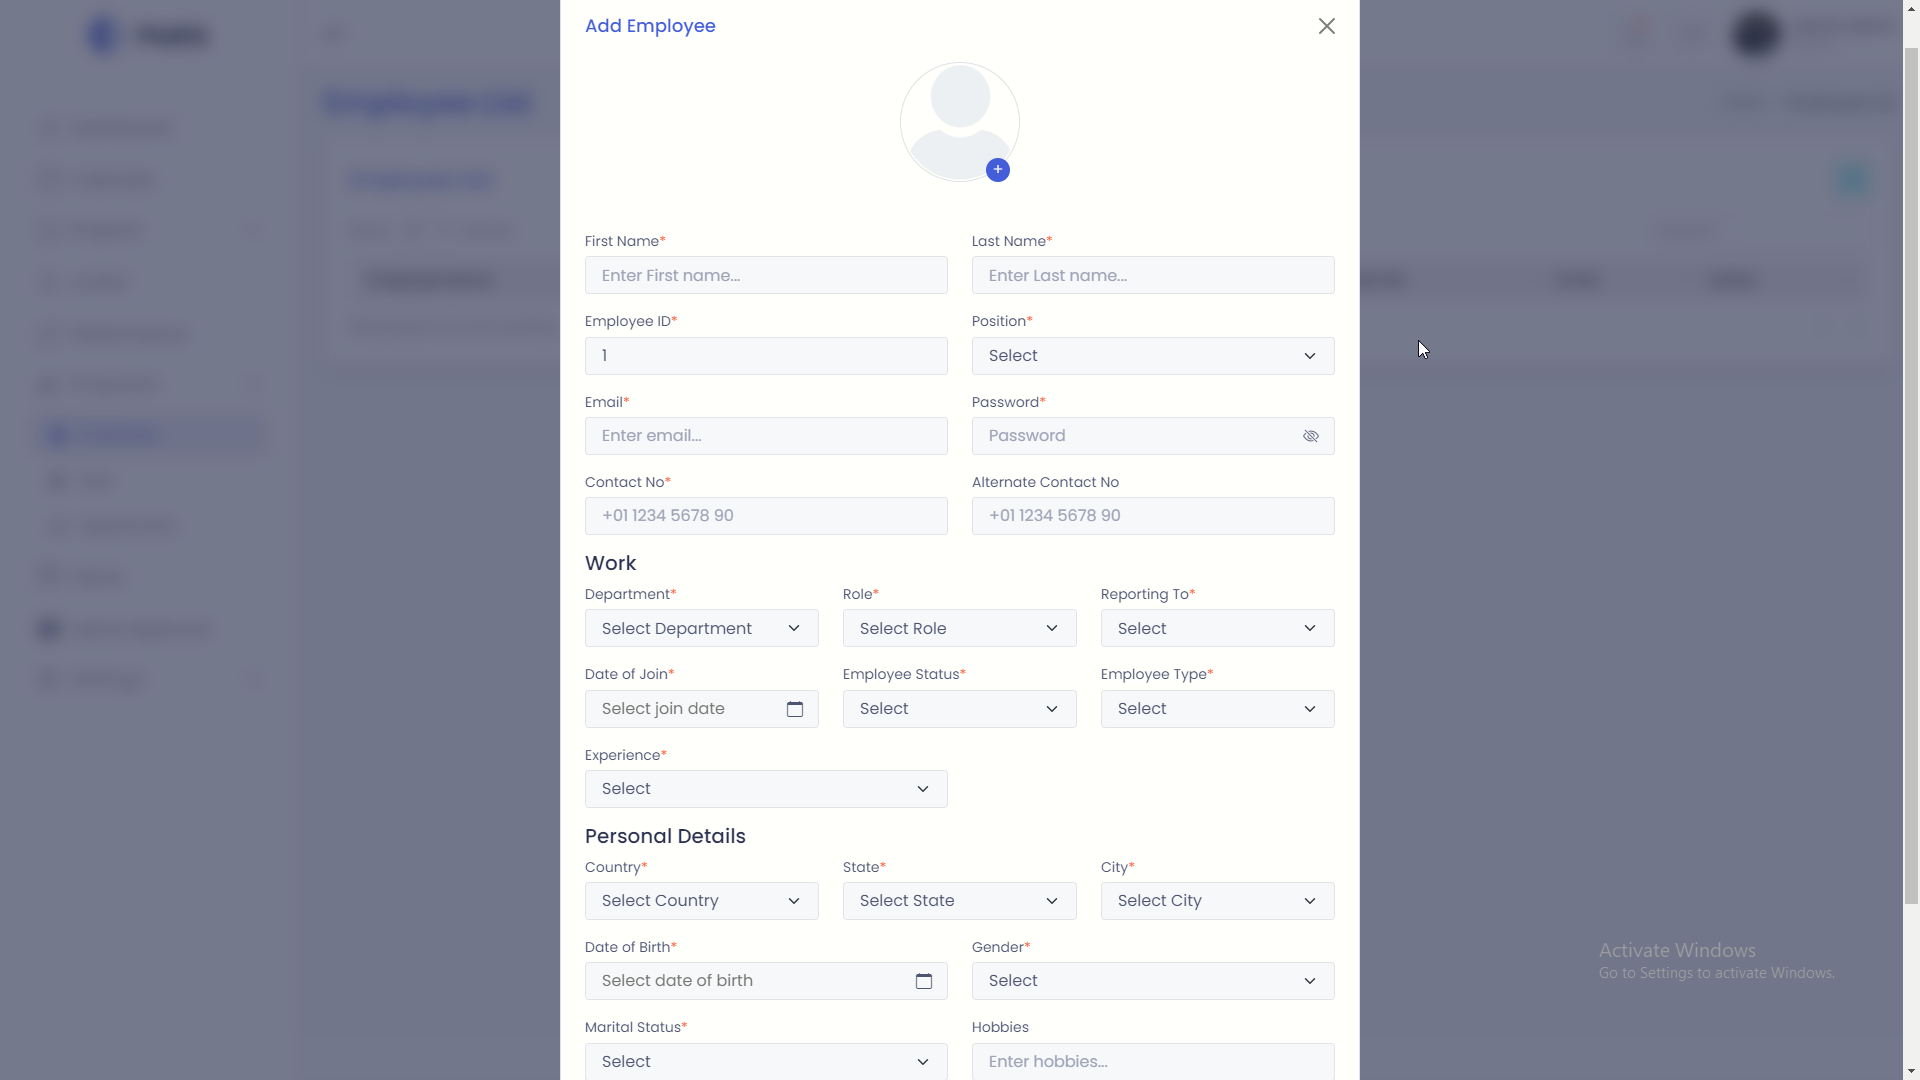 Add Employee
+
First Name* Last Name*
Enter First name... Enter Last name...
Employee ID* Position*
1 Select
Email* Password*
Enter email... Password
Contact No* Alternate Contact No
+01 1234 5678 90 +01 1234 5678 90
Work
Department* Role* Reporting To*
Select Department Select Role Select
Date of Join* Employee Status* Employee Type*
Select join date Select Select
Experience*
Select
Personal Details
Country* State* City*
Select Country Select State Select City
Date of Birth* Gender*
Select date of birth Select
Marital Status* Hobbies
Select Enter hobbies...
Employee List
Activate Windows
Go to Settings to activate Windows.